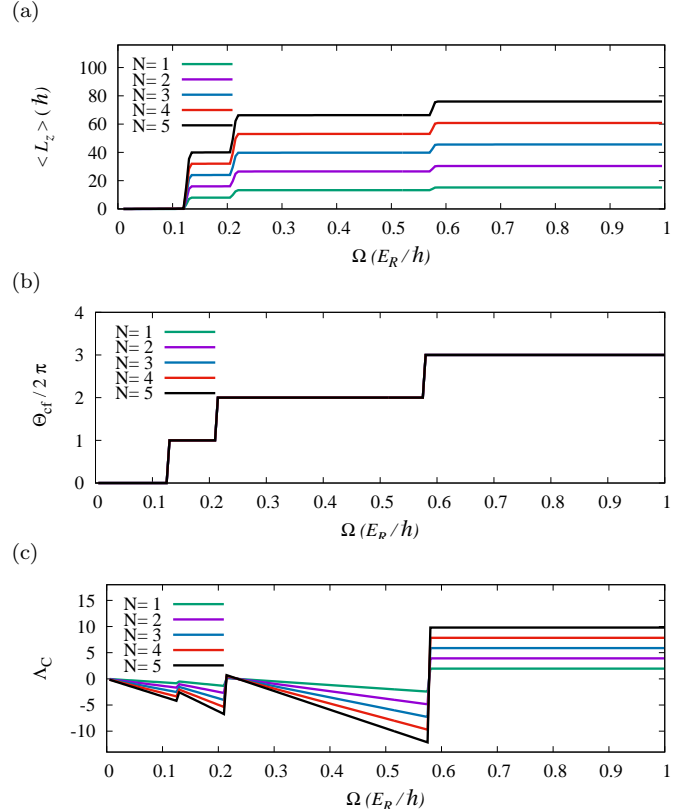 (a)
< L_z > (ħ)
100
80
60
40
20
0
N= 1
N= 2
N= 3
N= 4
N= 5
0 0.1 0.2 0.3 0.4 0.5 0.6 0.7 0.8 0.9 1
Ω (E_R / ħ)
(b)
Θ_cf / 2 π
4
3
2
1
0
N= 1
N= 2
N= 3
N= 4
N= 5
0 0.1 0.2 0.3 0.4 0.5 0.6 0.7 0.8 0.9 1
Ω (E_R / ħ)
(c)
Λ_C
15
10
5
0
-5
-10
N= 1
N= 2
N= 3
N= 4
N= 5
0 0.1 0.2 0.3 0.4 0.5 0.6 0.7 0.8 0.9 1
Ω (E_R / ħ)